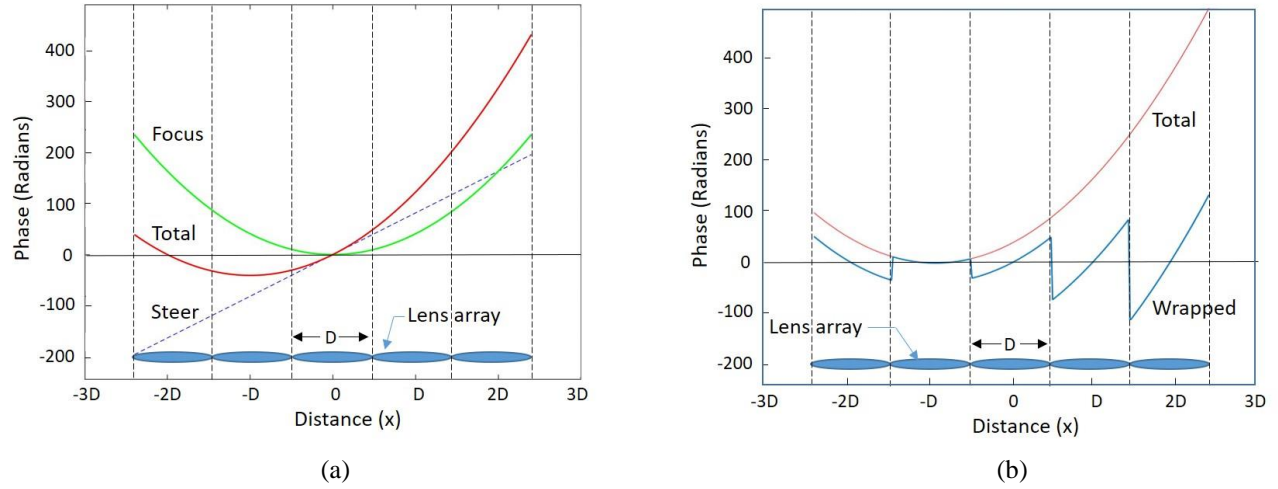 400
300
200
100
0
-100
-200
Phase (Radians)
Focus
Total
Steer
Lens array
D
-3D -2D -D 0 D 2D 3D
Distance (x)
(a)
400
300
200
100
0
-100
-200
Phase (Radians)
Total
Wrapped
Lens array
D
-3D -2D -D 0 D 2D 3D
Distance (x)
(b)